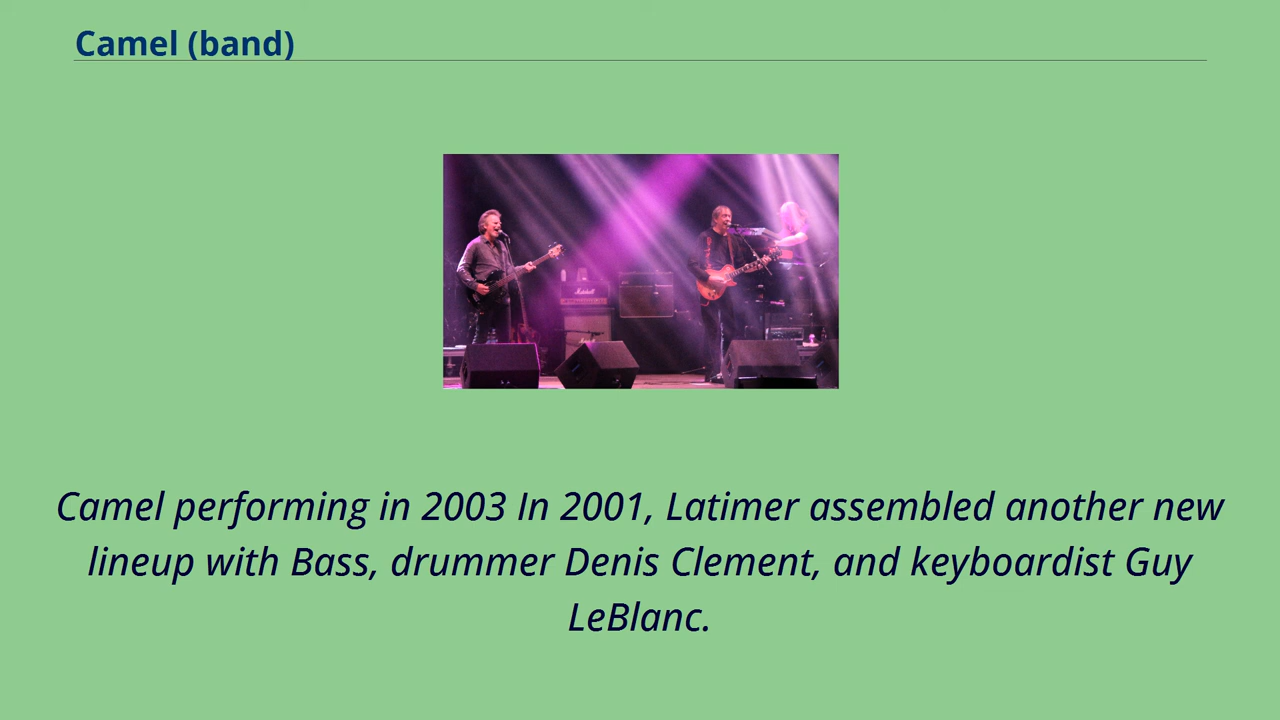 Camel (band)
Marshall
Camel performing in 2003 In 2001, Latimer assembled another new
lineup with Bass, drummer Denis Clement, and keyboardist Guy
LeBlanc.